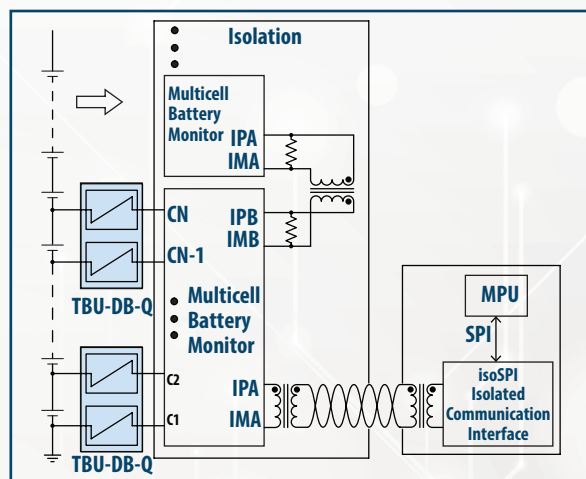 Isolation
Multicell
Battery
Monitor
IPA
IMA
IPB
IMB
CN
CN-1
TBU-DB-Q
Multicell
Battery
Monitor
C2
C1
IPA
IMA
TBU-DB-Q
MPU
SPI
isoSPI
Isolated
Communication
Interface